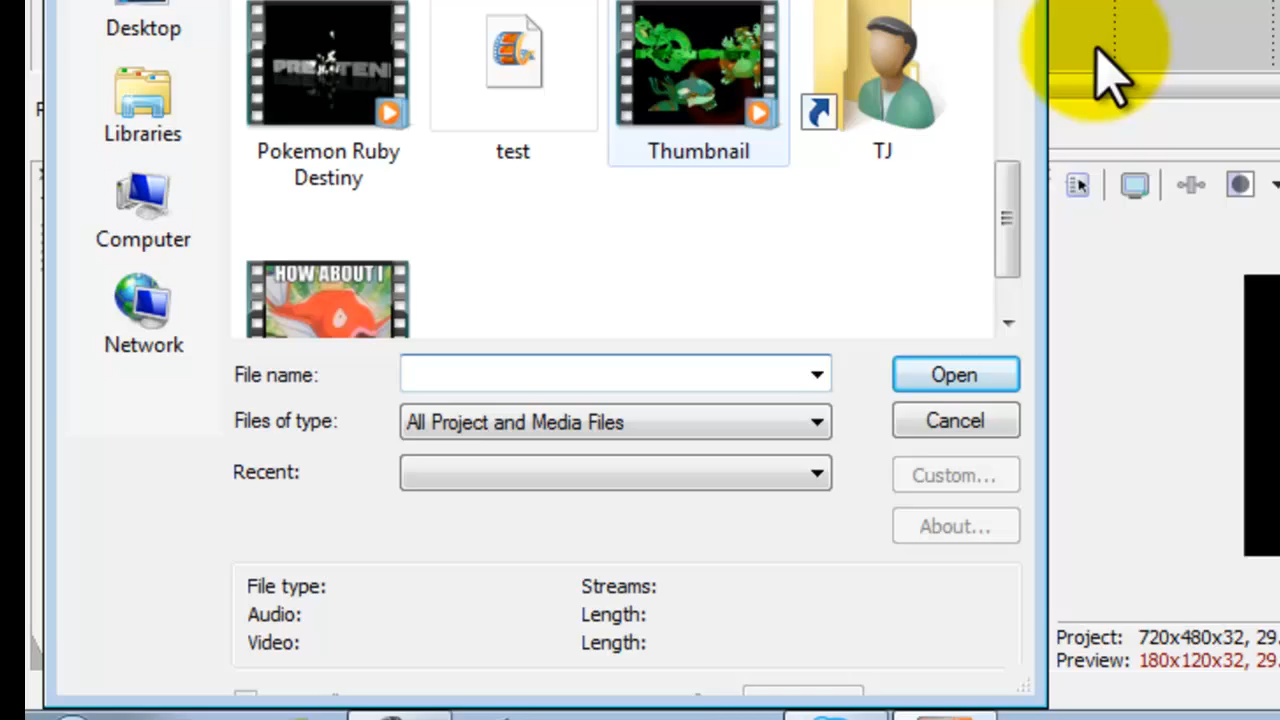 Desktop
Libraries
Computer
Network
PRETEN
Pokemon Ruby
Destiny
test
Thumbnail
TJ
HOW ABOUT I
File name:
Open
Files of type:
All Project and Media Files
Cancel
Recent:
Custom...
About...
File type:
Streams:
Audio:
Length:
Video:
Length:
Project: 720x480x32, 29.
Preview: 180x120x32, 29.